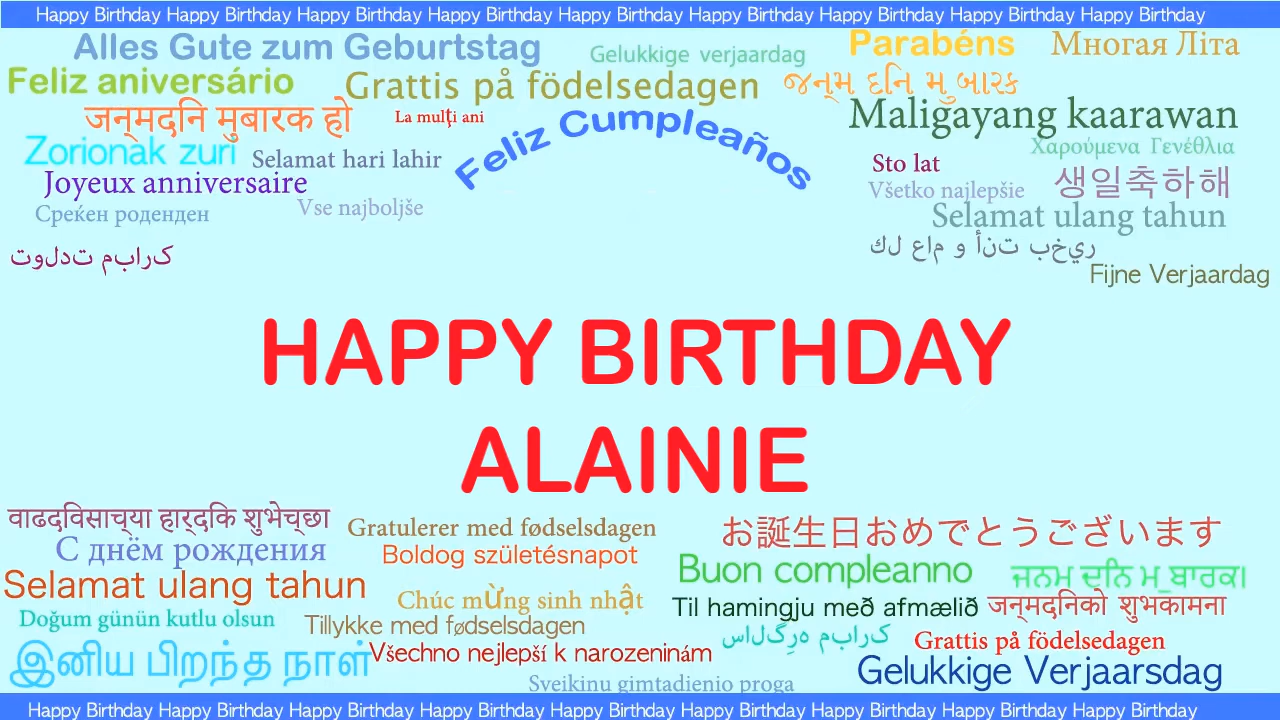 Happy Birthday Happy Birthday Happy Birthday Happy Birthday Happy Birthday Happy Birthday Happy Birthday Happy Birthday Happy Birthday
Alles Gute zum Geburtstag
Gelukkige verjaardag
Parabéns
Многая Літа
Feliz aniversário
Grattis på födelsedagen
જન્મ દનિ મુબારક
जन्मदनि मुबारक हो
La mulţi ani
Feliz Cumpleaños
Maligayang kaarawan
Zorionak zuri
Selamat hari lahir
Χαρούμενα Γενέθλια
Sto lat
Joyeux anniversaire
Všetko najlepšie
생일축하해
Среќен роденден
Vse najboljše
Selamat ulang tahun
تولدت مبارک
كل عام و أنت بخير
Fijne Verjaardag
HAPPY BIRTHDAY
ALAINIE
वाढदविसाच्या हार्दकि शुभेच्छा
Gratulerer med fødselsdagen
お誕生日おめでとうございます
С днём рождения
Boldog születésnapot
Buon compleanno
ਜਨਮ ਦਨਿ ਮੁਬਾਰਕ।
Selamat ulang tahun
Chúc mừng sinh nhật
Til hamingju með afmælið
जन्मदनिको शुभकामना
Doğum günün kutlu olsun
Tillykke med fødselsdagen
سالگرہ مبارک
Grattis på födelsedagen
இனிய பிறந்த நாள்
Všechno nejlepší k narozeninám
Gelukkige Verjaarsdag
Sveikinu gimtadienio proga
Happy Birthday Happy Birthday Happy Birthday Happy Birthday Happy Birthday Happy Birthday Happy Birthday Happy Birthday Happy Birthday